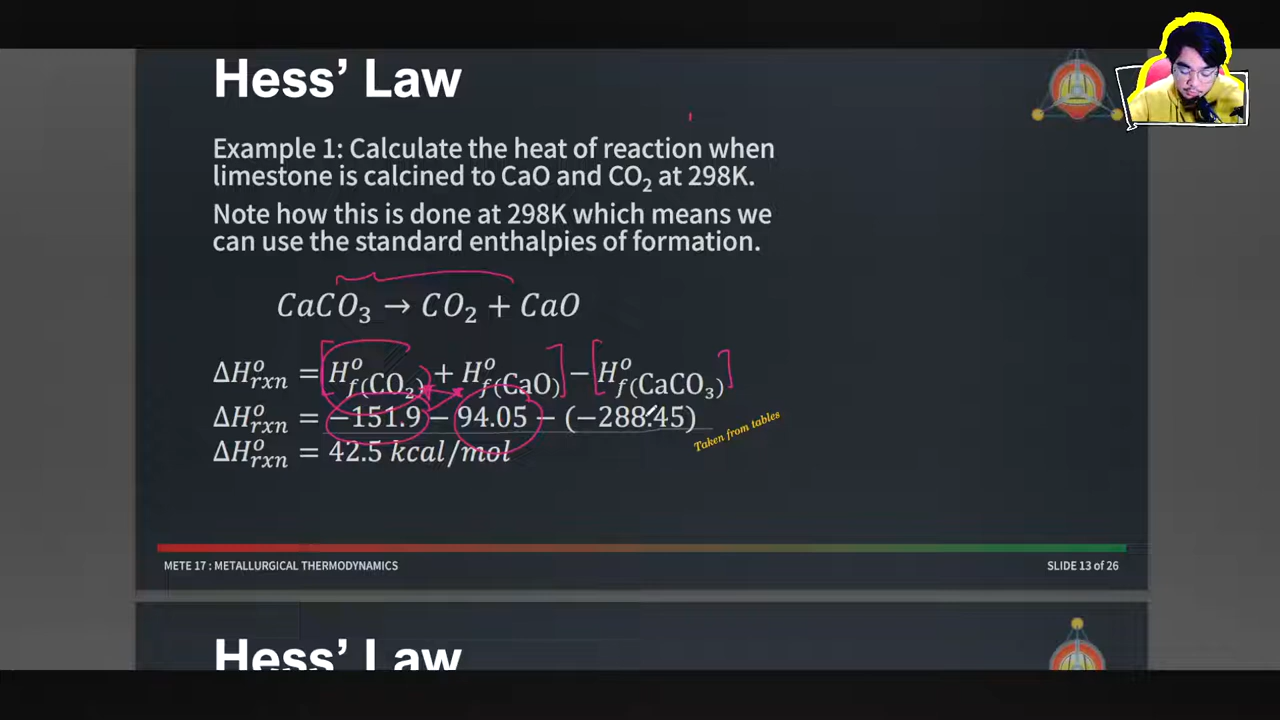 Hess’ Law
Example 1: Calculate the heat of reaction when
limestone is calcined to CaO and CO₂ at 298K.
Note how this is done at 298K which means we
can use the standard enthalpies of formation.
CaCO₃ → CO₂ + CaO
ΔH°rxn = H°f(CO₂) + H°f(CaO) − H°f(CaCO₃)
ΔH°rxn = −151.9 − 94.05 − (−288.45)
Taken from tables
ΔH°rxn = 42.5 kcal/mol
METE 17 : METALLURGICAL THERMODYNAMICS
SLIDE 13 of 26
Hess’ Law